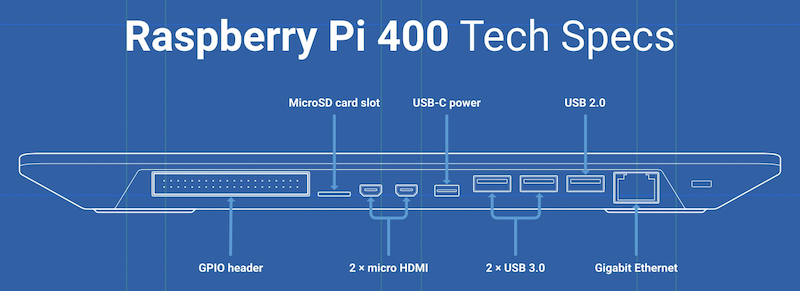 Raspberry Pi 400 Tech Specs
MicroSD card slot
USB-C power
USB 2.0
GPIO header
2 × micro HDMI
2 × USB 3.0
Gigabit Ethernet